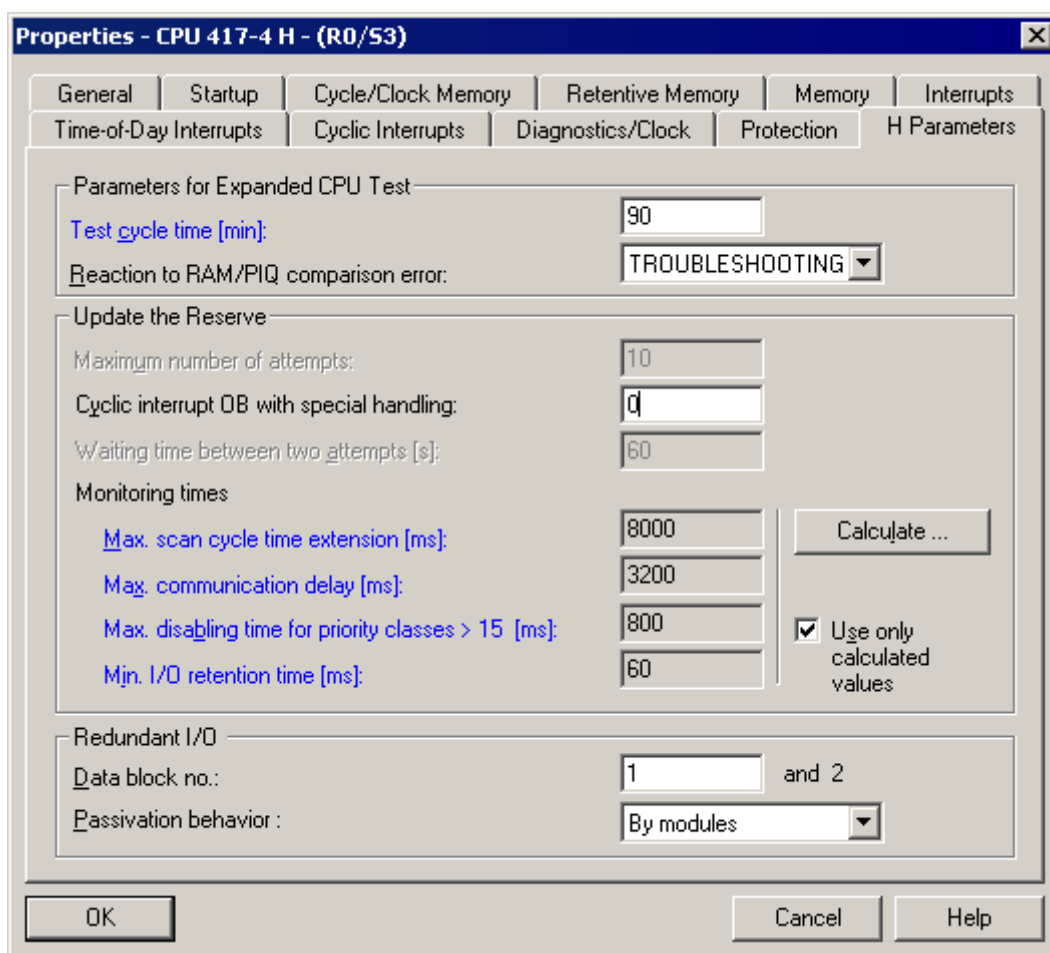 Properties - CPU 417-4 H - (R0/S3)
General Startup Cycle/Clock Memory Retentive Memory Memory Interrupts
Time-of-Day Interrupts Cyclic Interrupts Diagnostics/Clock Protection H Parameters
Parameters for Expanded CPU Test
Test cycle time [min]: 90
Reaction to RAM/PIQ comparison error: TROUBLESHOOTING
Update the Reserve
Maximum number of attempts: 10
Cyclic interrupt OB with special handling: 0
Waiting time between two attempts [s]: 60
Monitoring times
Max. scan cycle time extension [ms]: 8000 Calculate ...
Max. communication delay [ms]: 3200
Max. disabling time for priority classes > 15 [ms]: 800 Use only
calculated
Min. I/O retention time [ms]: 60 values
Redundant I/O
Data block no.: 1 and 2
Passivation behavior : By modules
OK Cancel Help